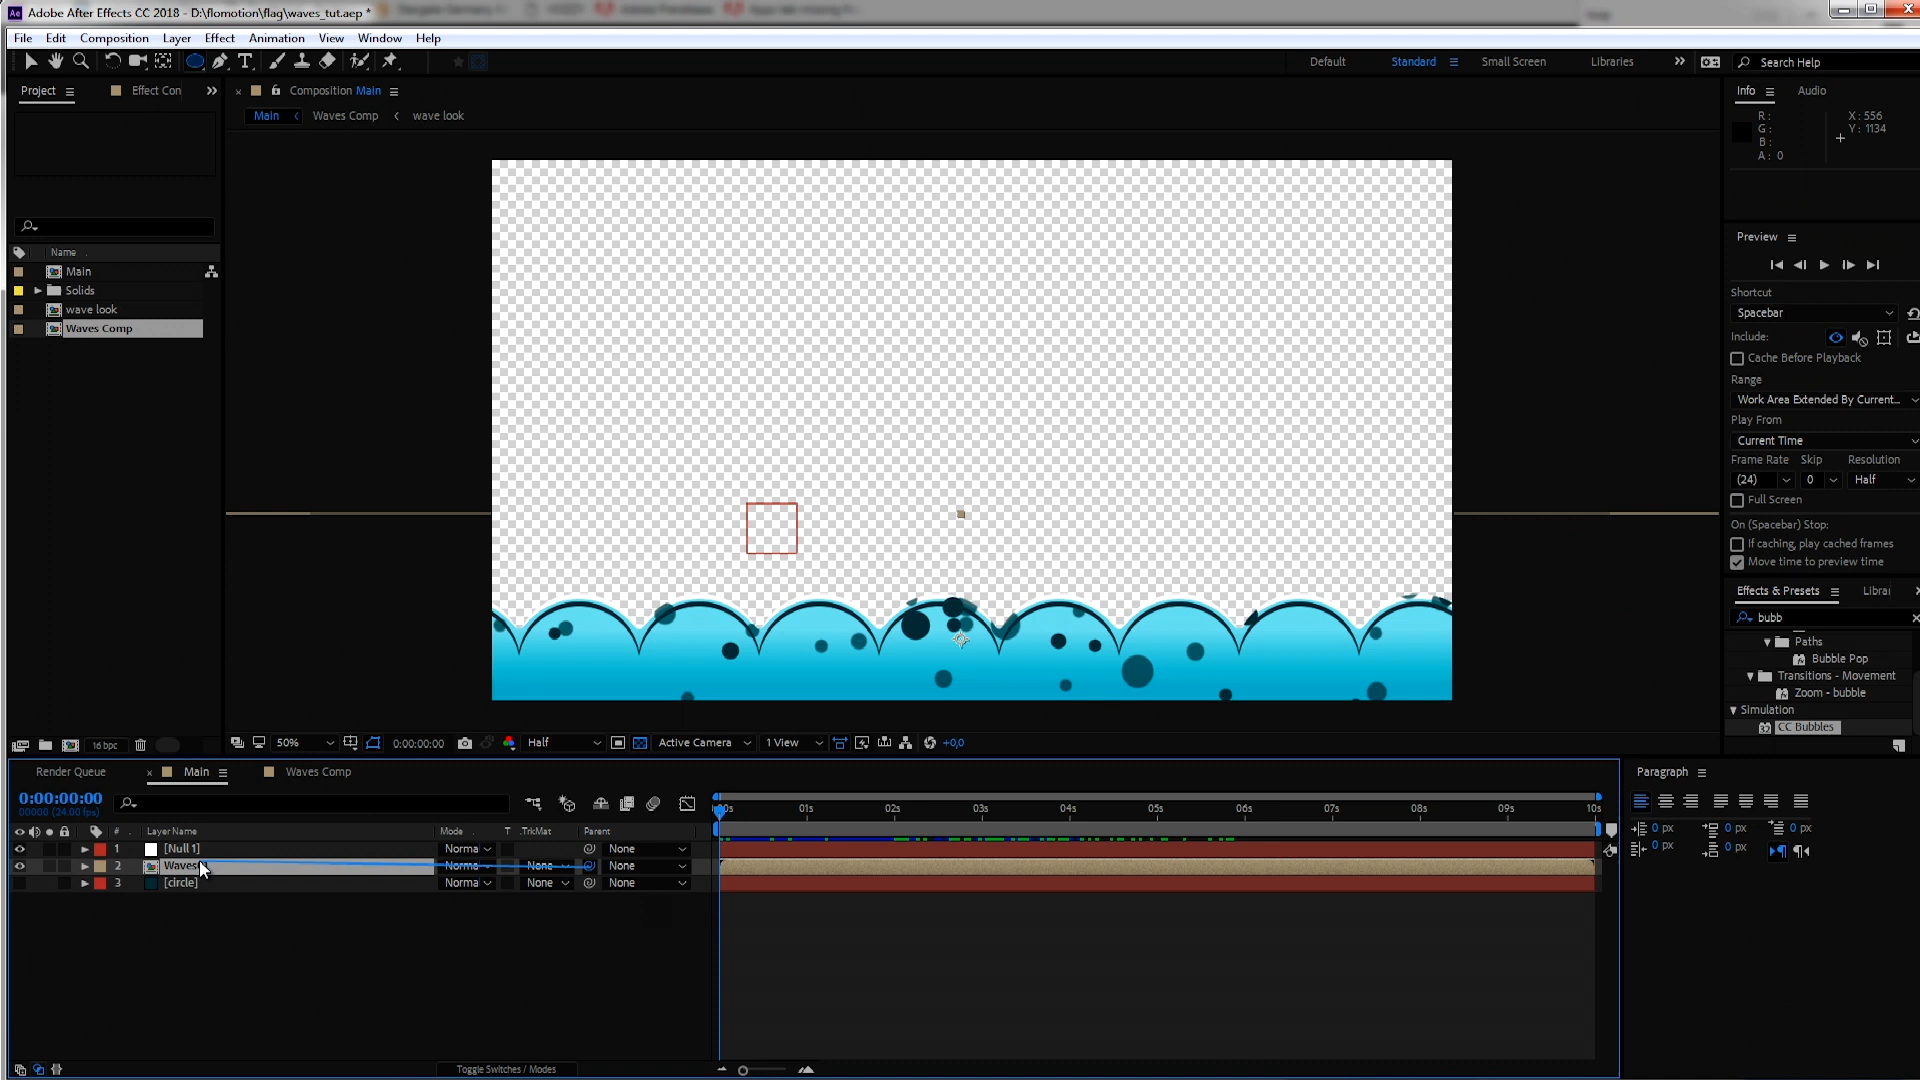 Adobe After Effects CC 2018 - D:\flomotion\flag\waves_tut.aep *
File Edit Composition Layer Effect Animation View Window Help
Default Standard Small Screen Libraries Search Help
Project Effect Con
Composition Main
Main Waves Comp wave look
Info Audio
R: X: 556
G: Y: 1134
B:
A: 0
Name
Main
Solids
wave look
Waves Comp
Preview
Shortcut
Spacebar
Include:
Cache Before Playback
Range
Work Area Extended By Current...
Play From
Current Time
Frame Rate Skip Resolution
(24) 0 Half
Full Screen
On (Spacebar) Stop:
If caching, play cached frames
Move time to preview time
Effects & Presets Librai
bubb
Paths
Bubble Pop
Transitions - Movement
Zoom - bubble
Simulation
CC Bubbles
16 bpc
50% 0:00:00:00 Half Active Camera 1 View +0,0
Render Queue Main Waves Comp
0:00:00:00
00000 (24.00 fps)
# Layer Name Mode T .TrkMat Parent
1 [Null 1] Norma None
2 Waves Norma None None
3 [circle] Norma None None
01s 02s 03s 04s 05s 06s 07s 08s 09s 10s
Toggle Switches / Modes
Paragraph
0 px 0 px 0 px
0 px 0 px